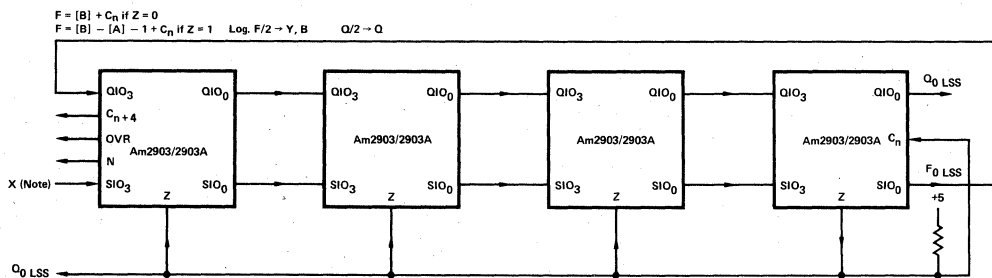 F = [B] + Cn if Z = 0
F = [B] − [A] − 1 + Cn if Z = 1 Log. F/2 → Y, B Q/2 → Q
QIO3 QIO0 QIO3 QIO0 QIO3 QIO0 QIO3 QIO0 Q0 LSS
Cn+4
OVR
Am2903/2903A Am2903/2903A Am2903/2903A Am2903/2903A Cn
N
X (Note) SIO3 SIO0 SIO3 SIO0 SIO3 SIO0 SIO3 SIO0 F0 LSS
Z Z Z Z +5
Q0 LSS